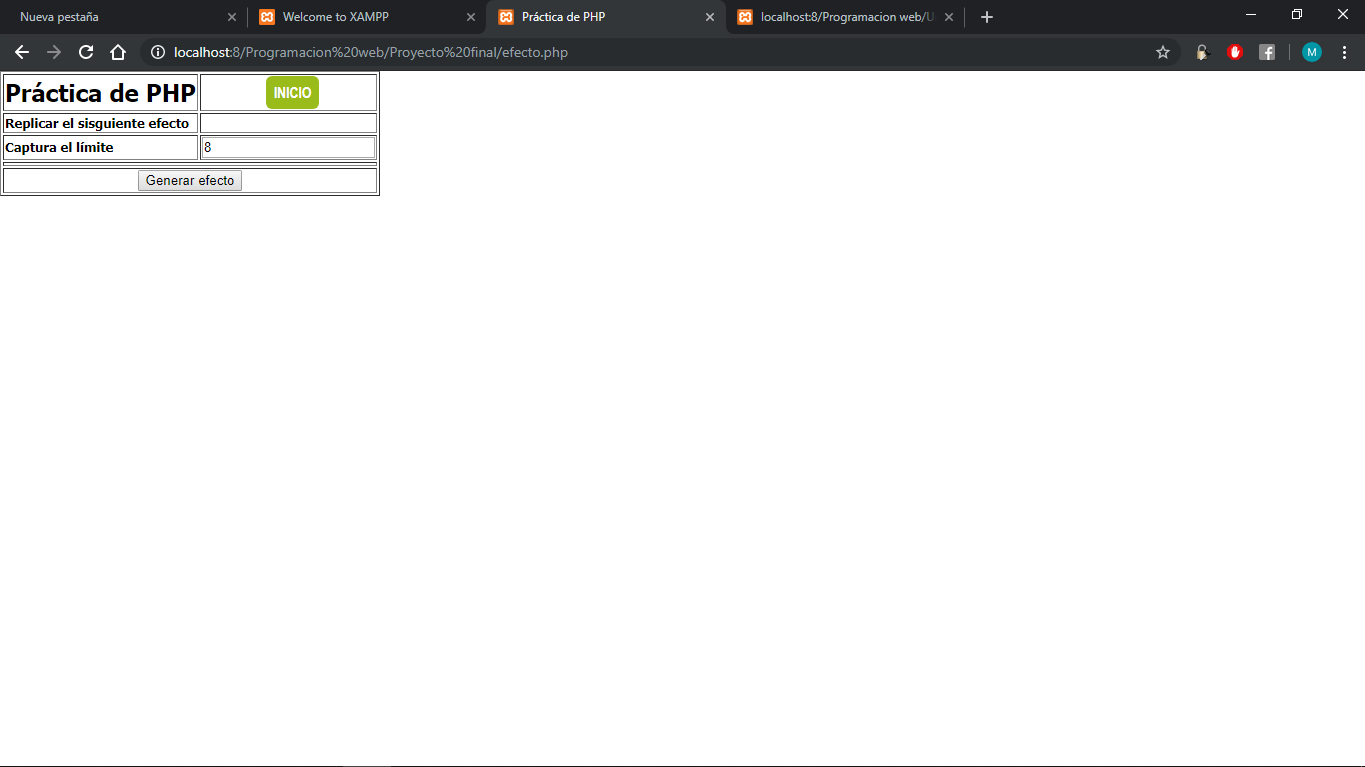 Nueva pestaña
Welcome to XAMPP
Práctica de PHP
localhost:8/Programacion web/U
localhost:8/Programacion%20web/Proyecto%20final/efecto.php
M
Práctica de PHP
INICIO
Replicar el sisguiente efecto
Captura el límite
8
Generar efecto